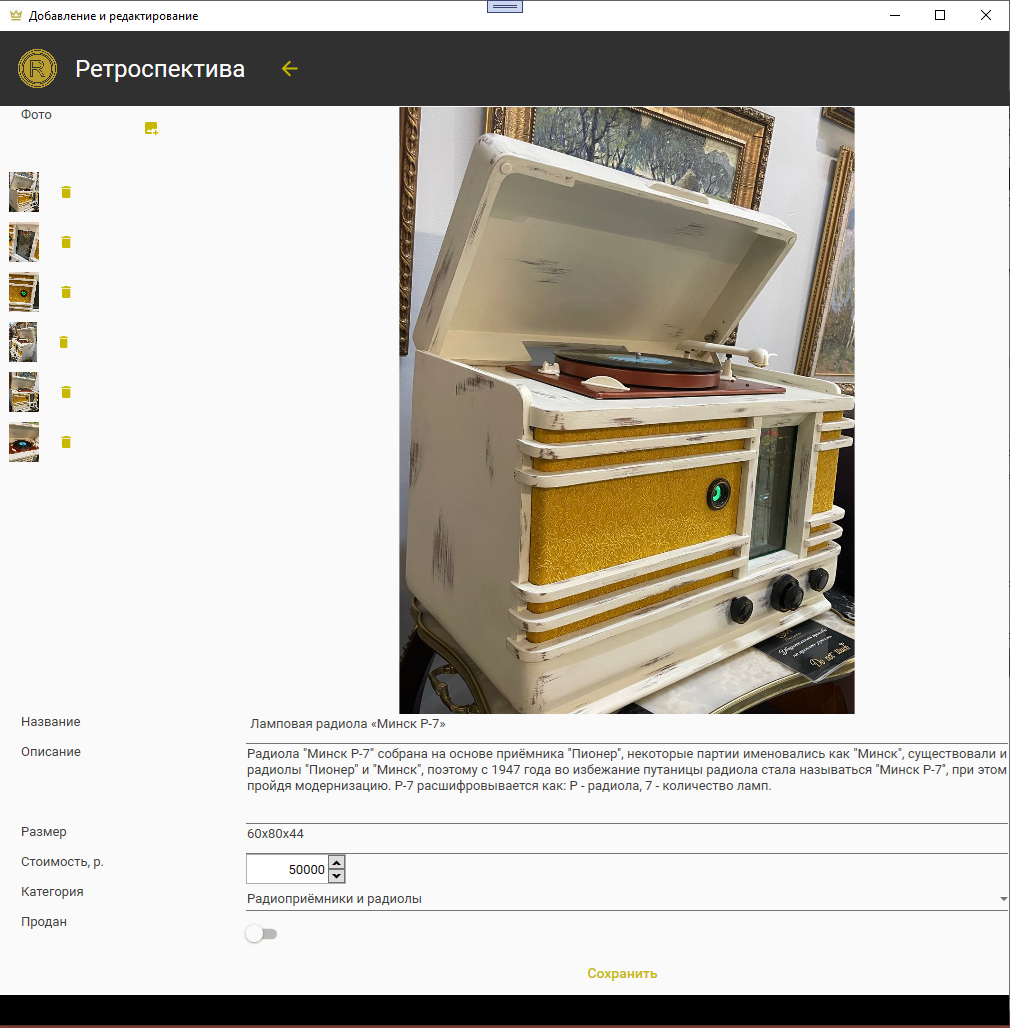 Добавление и редактирование
R Ретроспектива
Фото
Do not touch
Название
Ламповая радиола «Минск Р-7»
Описание
Радиола "Минск Р-7" собрана на основе приёмника "Пионер", некоторые партии именовались как "Минск", существовали и
радиолы "Пионер" и "Минск", поэтому с 1947 года во избежание путаницы радиола стала называться "Минск Р-7", при этом
пройдя модернизацию. Р-7 расшифровывается как: Р - радиола, 7 - количество ламп.
Размер
60x80x44
Стоимость, р.
50000
Категория
Радиоприёмники и радиолы
Продан
Сохранить